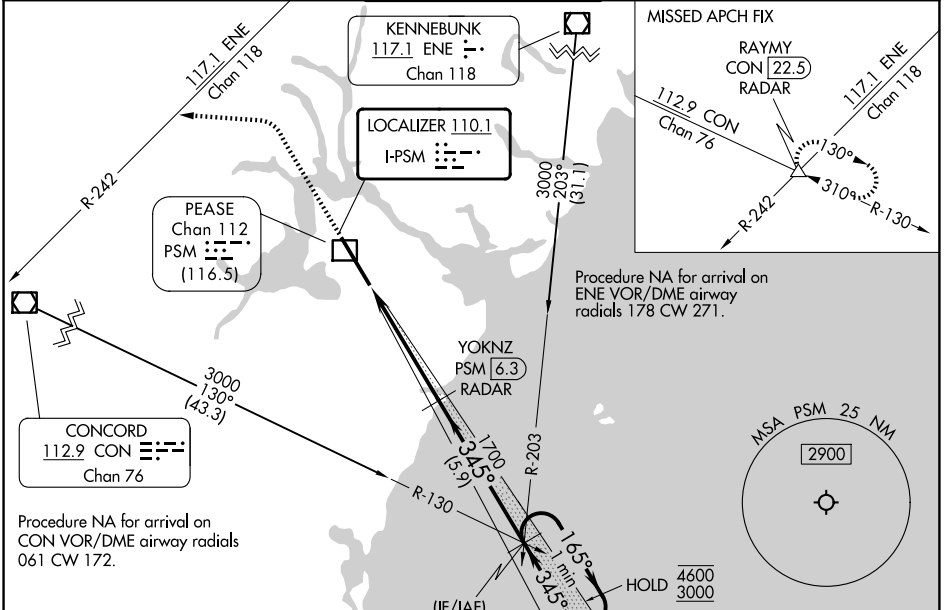 117.1 ENE
Chan 118
KENNEBUNK
117.1 ENE
Chan 118
MISSED APCH FIX
RAYMY
CON 22.5
RADAR
117.1 ENE
Chan 118
112.9 CON
Chan 76
130°
310°
R-130
R-242
LOCALIZER 110.1
I-PSM
3000
203°
(31.1)
R-242
PEASE
Chan 112
PSM
(116.5)
Procedure NA for arrival on
ENE VOR/DME airway
radials 178 CW 271.
YOKNZ
PSM 6.3
RADAR
3000
130°
(43.3)
CONCORD
112.9 CON
Chan 76
R-203
1700
345°
(5.9)
R-130
MSA PSM 25 NM
2900
Procedure NA for arrival on
CON VOR/DME airway radials
061 CW 172.
165°
1 min
345°
HOLD 4600
3000
(IF/IAF)